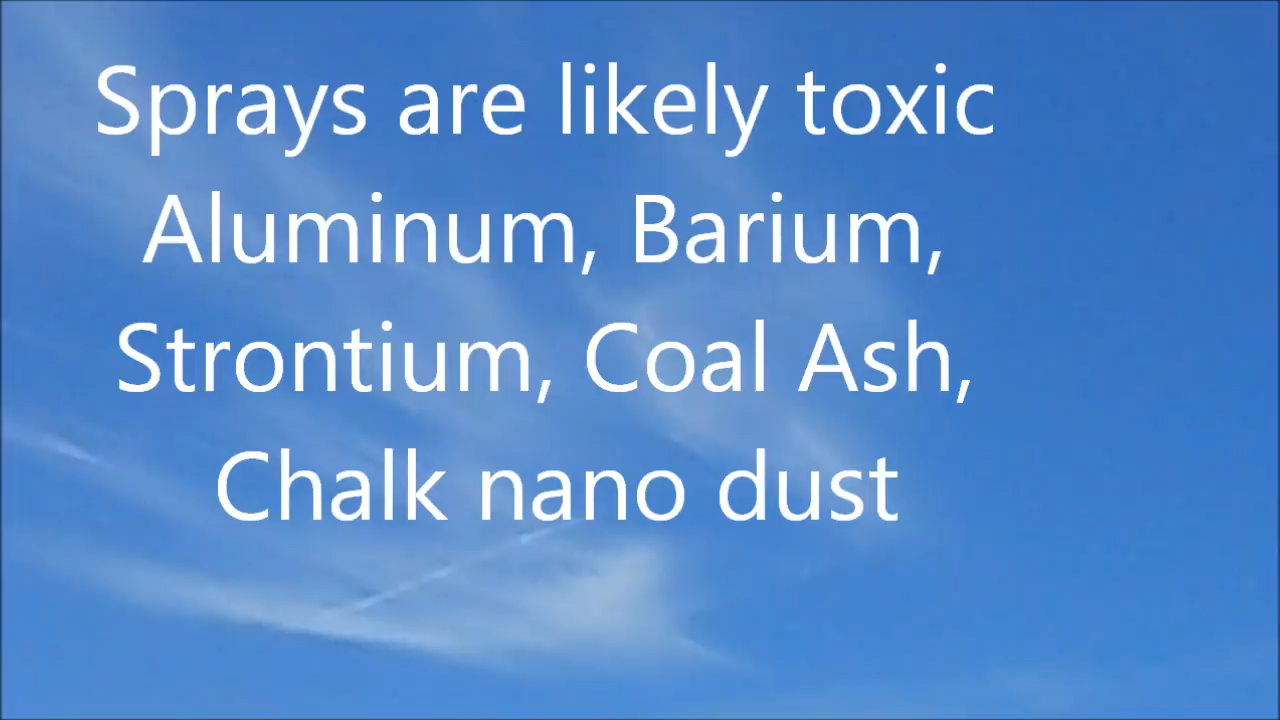 Sprays are likely toxic
Aluminum, Barium,
Strontium, Coal Ash,
Chalk nano dust